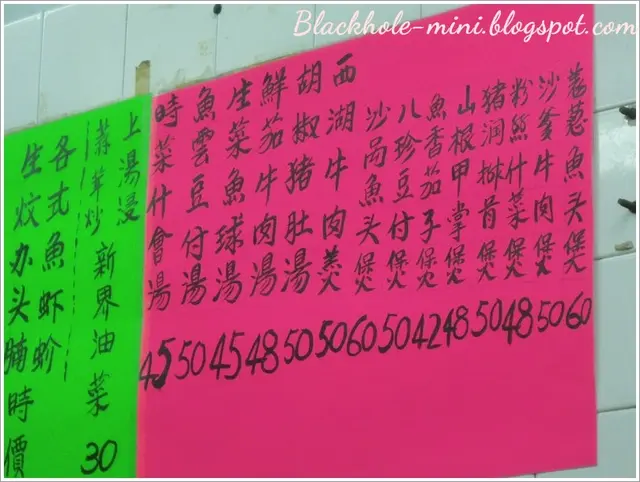 Blackhole-mini.blogspot.com
葱魚头煲 60
沙爹牛肉煲 50
粉丝什菜煲 48
猪润排骨煲 50
山根甲掌煲 48
魚香茄子煲 42
八珍豆付煲 50
沙咼魚头煲 60
西湖牛肉羹 50
胡椒猪肚湯 50
鮮茄牛肉湯 48
生菜魚球湯 45
魚雲豆付湯 50
時菜什會湯 45
上湯浸
蒜茸炒 新界油菜 30
各式魚虾蚧
生炆办头腩時價